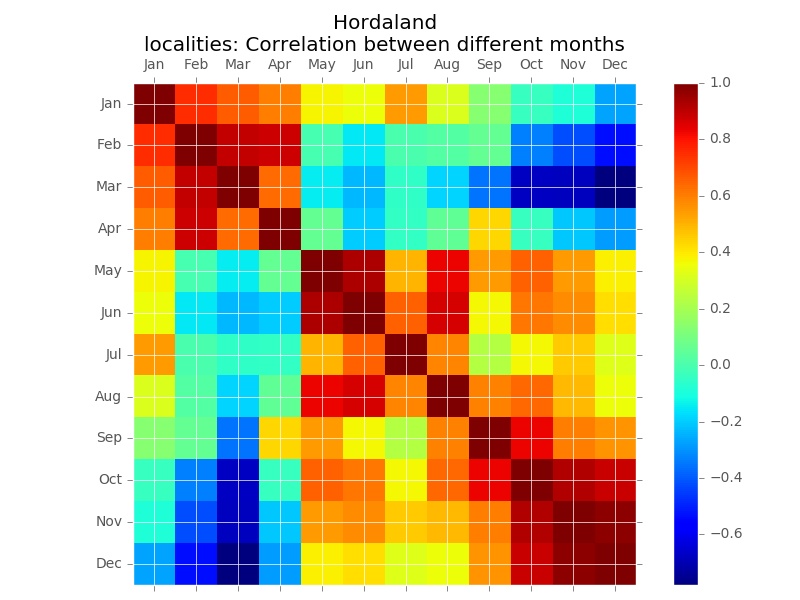 Hordaland
localities: Correlation between different months
Jan Feb Mar Apr May Jun Jul Aug Sep Oct Nov Dec
Jan
Feb
Mar
Apr
May
Jun
Jul
Aug
Sep
Oct
Nov
Dec
1.0
0.8
0.6
0.4
0.2
0.0
−0.2
−0.4
−0.6